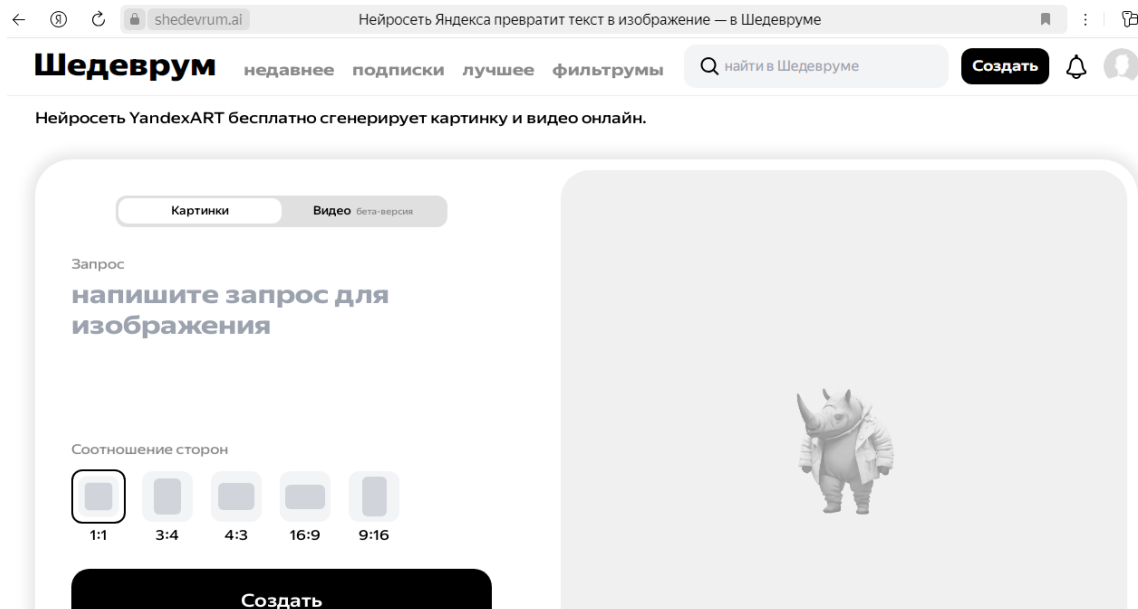 shedevrum.ai Нейросеть Яндекса превратит текст в изображение — в Шедевруме
Шедеврум недавнее подписки лучшее фильтрумы найти в Шедевруме Создать
Нейросеть YandexART бесплатно сгенерирует картинку и видео онлайн.
Картинки Видео бета-версия
Запрос
напишите запрос для
изображения
Соотношение сторон
1:1 3:4 4:3 16:9 9:16
Создать